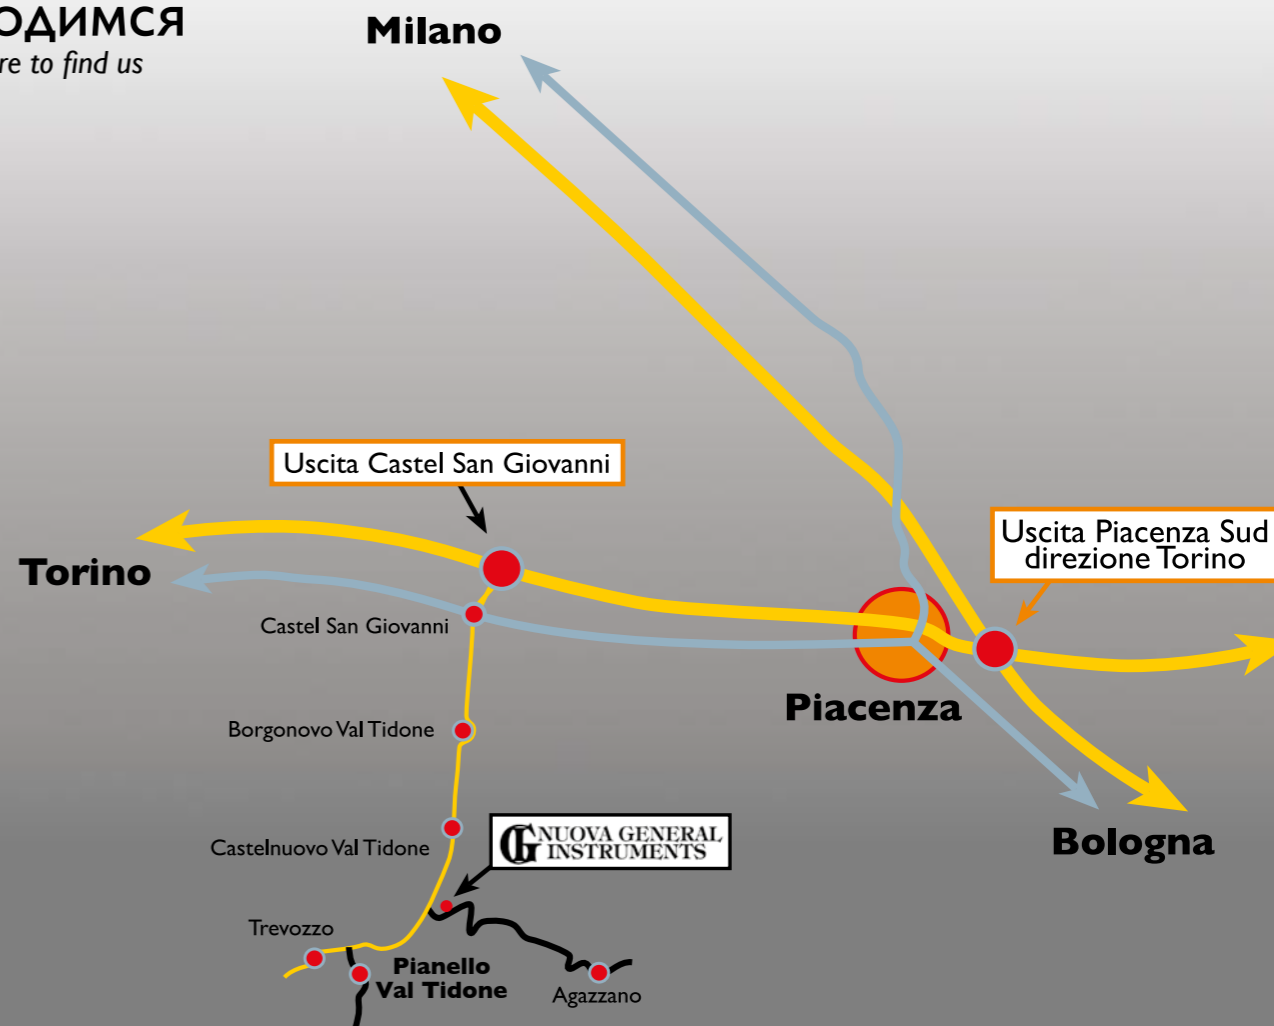 ОДИМСЯ
re to find us
Milano
Uscita Castel San Giovanni
Uscita Piacenza Sud
direzione Torino
Torino
Castel San Giovanni
Piacenza
Borgonovo Val Tidone
Bologna
Castelnuovo Val Tidone
GI NUOVA GENERAL
INSTRUMENTS
Trevozzo
Pianello
Val Tidone
Agazzano